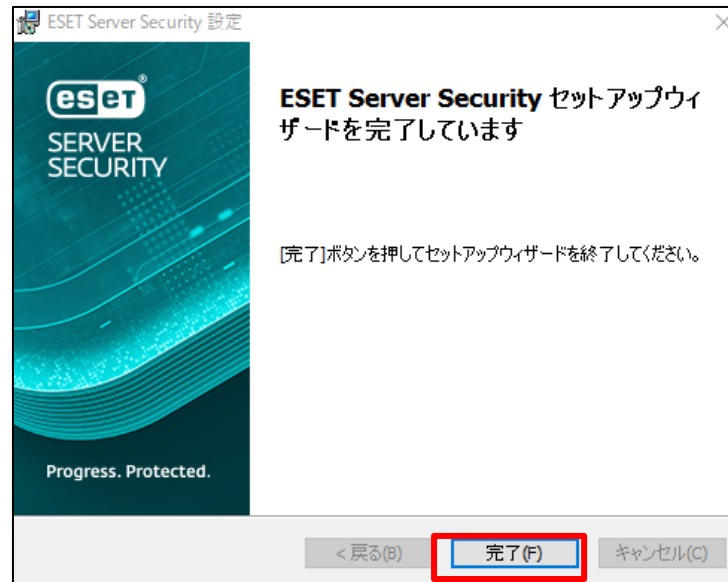 ESET Server Security 設定
eset®
SERVER
SECURITY
Progress. Protected.
ESET Server Security セットアップウィ
ザードを完了しています
[完了]ボタンを押してセットアップウィザードを終了してください。
< 戻る(B)
完了(F)
キャンセル(C)